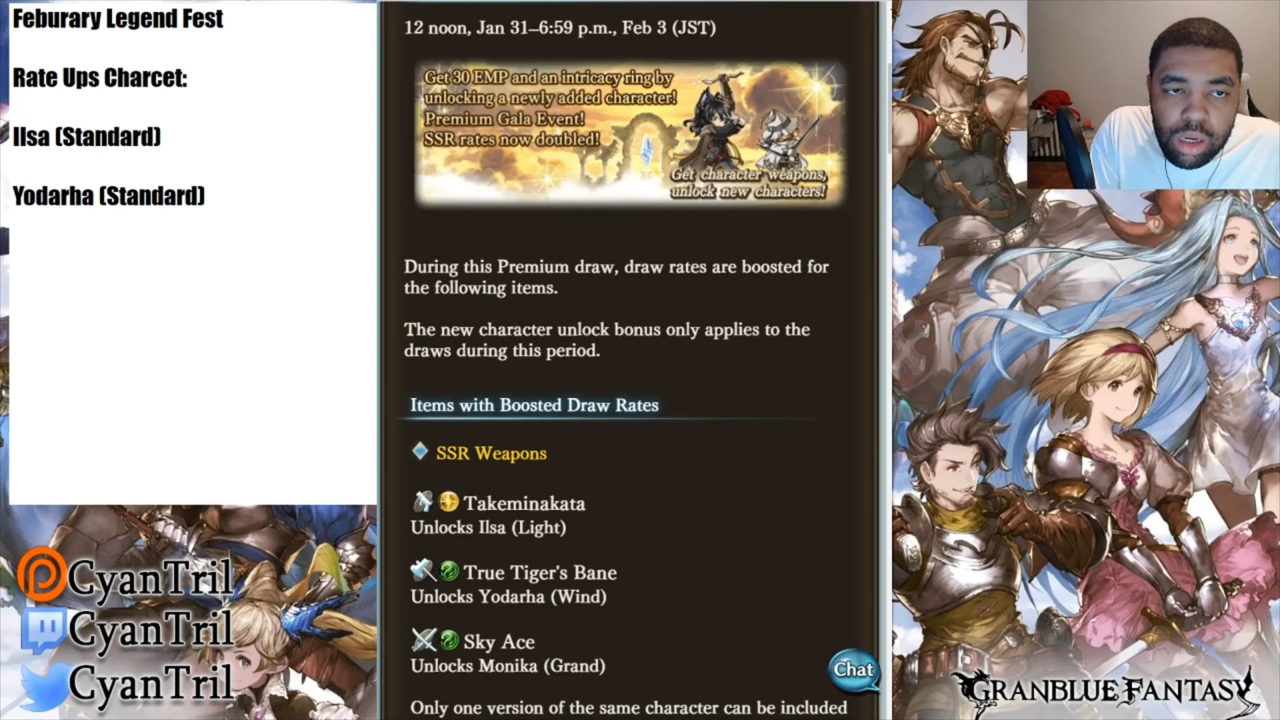 Feburary Legend Fest
Rate Ups Charcet:
Ilsa (Standard)
Yodarha (Standard)
CyanTril
CyanTril
CyanTril
12 noon, Jan 31–6:59 p.m., Feb 3 (JST)
Get 30 EMP and an intricacy ring by
unlocking a newly added character!
Premium Gala Event!
SSR rates now doubled!
Get character weapons,
unlock new characters!
During this Premium draw, draw rates are boosted for
the following items.
The new character unlock bonus only applies to the
draws during this period.
Items with Boosted Draw Rates
SSR Weapons
Takeminakata
Unlocks Ilsa (Light)
True Tiger's Bane
Unlocks Yodarha (Wind)
Sky Ace
Unlocks Monika (Grand)
Only one version of the same character can be included
Chat
GRANBLUE FANTASY